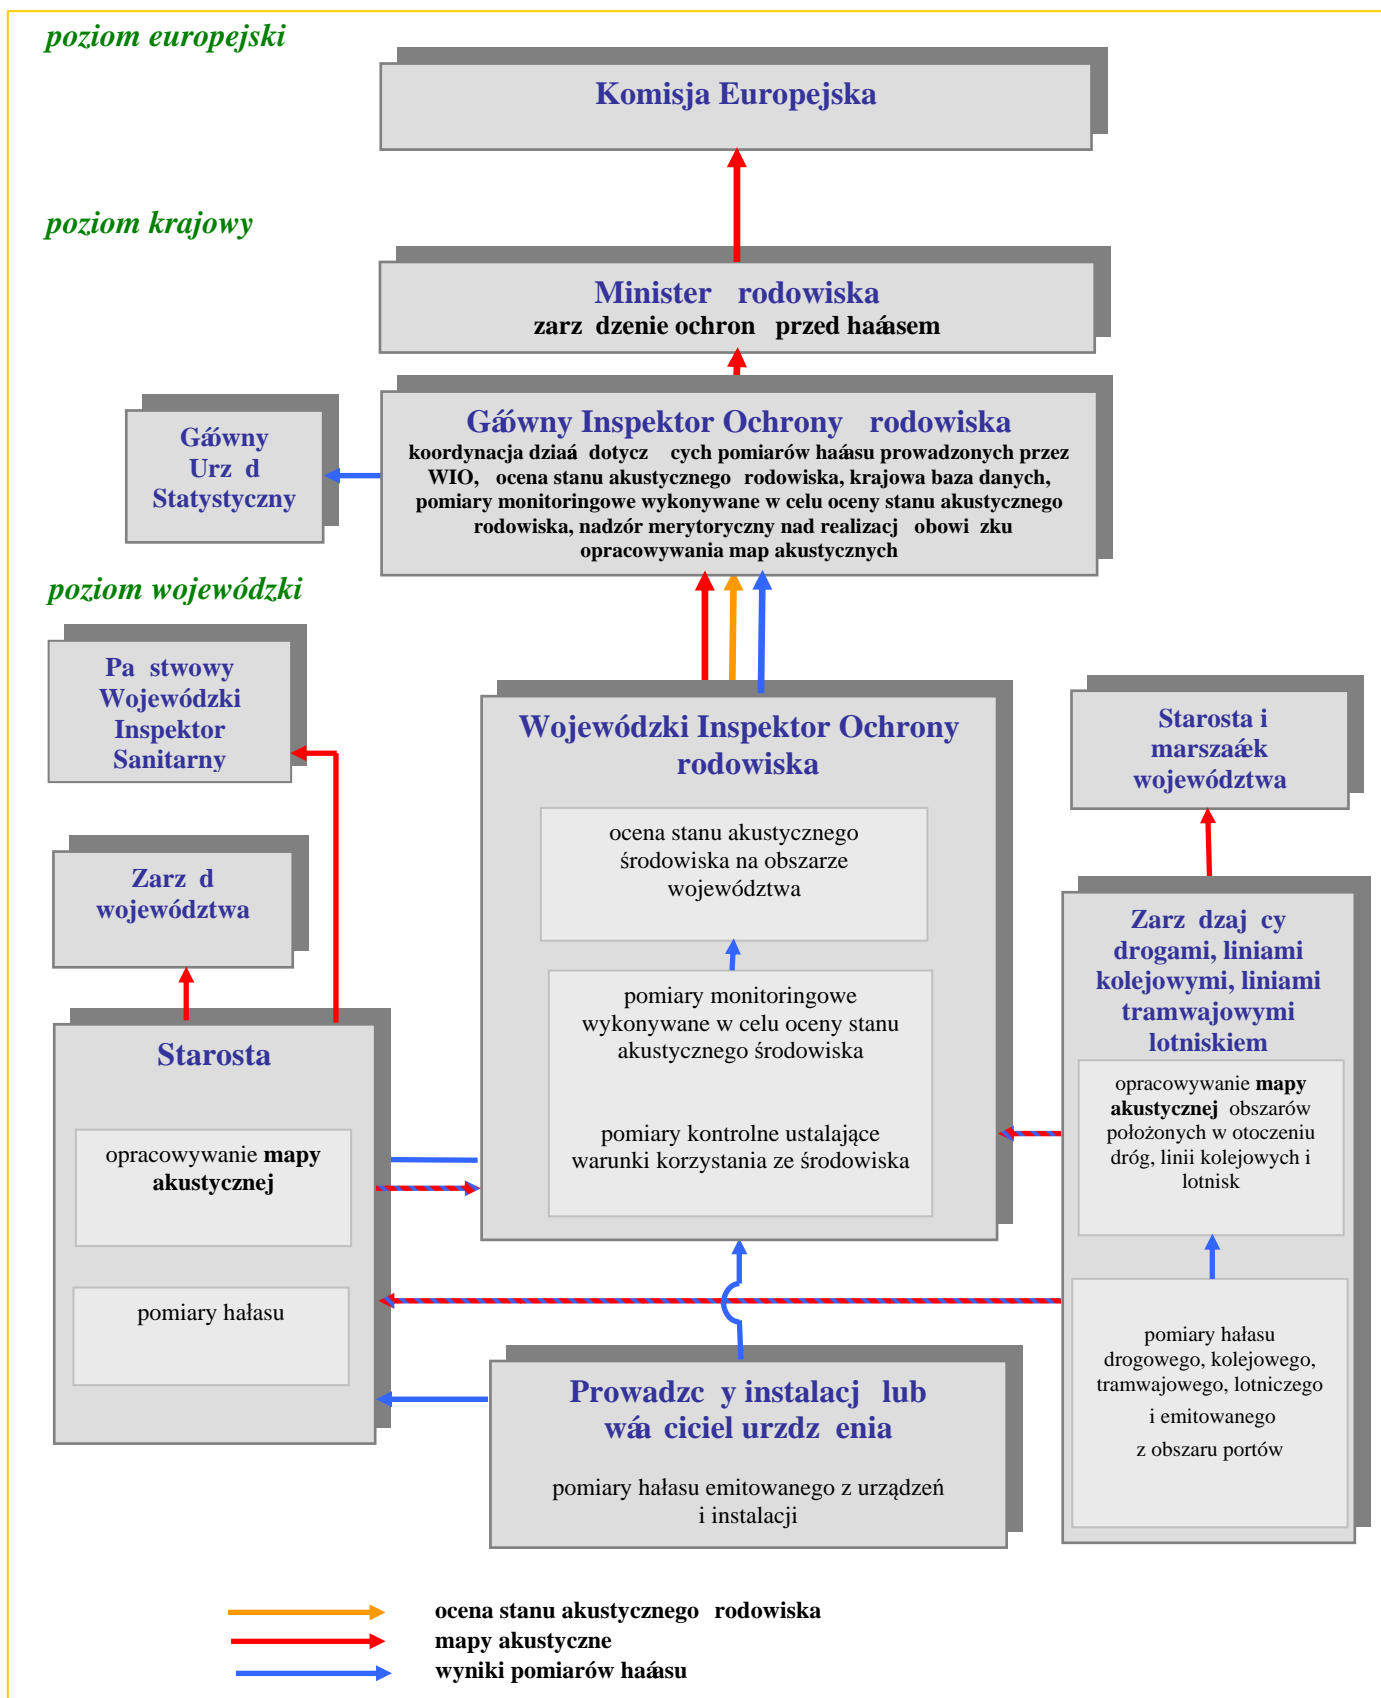 poziom europejski
Komisja Europejska
poziom krajowy
Minister rodowiska
zarz dzenie ochron przed haáasem
Gáówny Inspektor Ochrony rodowiska
koordynacja dziaáa dotycz cych pomiarów haáasu prowadzonych przez
WIO, ocena stanu akustycznego rodowiska, krajowa baza danych,
pomiary monitoringowe wykonywane w celu oceny stanu akustycznego
rodowiska, nadzór merytoryczny nad realizacj obowi zku
opracowywania map akustycznych
Gáówny
Urz d
Statystyczny
poziom wojewódzki
Pa stwowy
Wojewódzki
Inspektor
Sanitarny
Wojewódzki Inspektor Ochrony
rodowiska
ocena stanu akustycznego
środowiska na obszarze
województwa
pomiary monitoringowe
wykonywane w celu oceny stanu
akustycznego środowiska
pomiary kontrolne ustalające
warunki korzystania ze środowiska
Starosta i
marszaáek
województwa
Zarz d
województwa
Zarz dzaj cy
drogami, liniami
kolejowymi, liniami
tramwajowymi
lotniskiem
opracowywanie mapy
akustycznej obszarów
położonych w otoczeniu
dróg, linii kolejowych i
lotnisk
pomiary hałasu
drogowego, kolejowego,
tramwajowego, lotniczego
i emitowanego
z obszaru portów
Starosta
opracowywanie mapy
akustycznej
pomiary hałasu
Prowadzc y instalacj lub
wáa ciciel urzdz enia
pomiary hałasu emitowanego z urządzeń
i instalacji
ocena stanu akustycznego rodowiska
mapy akustyczne
wyniki pomiarów haáasu